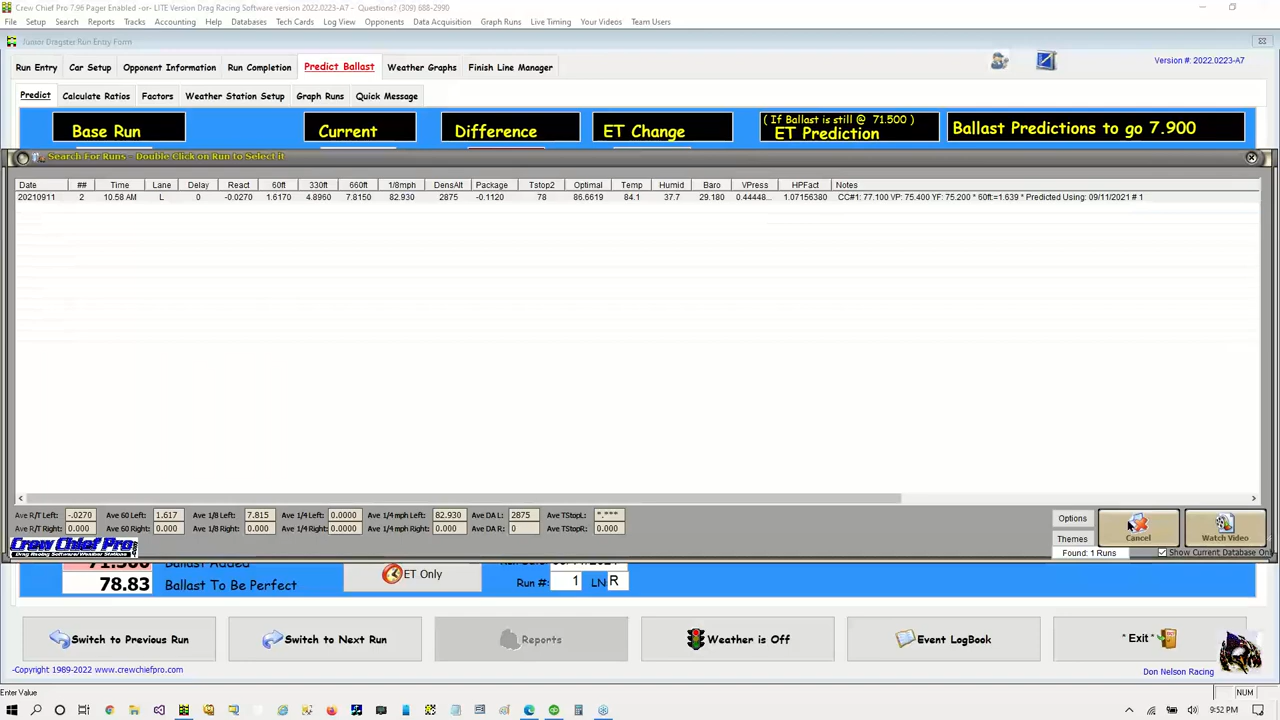 Crew Chief Pro 7.96 Pager Enabled -or- LITE Version Drag Racing Software version 2022.0223-A7 - Questions? (309) 688-2990
File Setup Search Reports Tracks Accounting Help Databases Tech Cards Log View Opponents Data Acquisition Graph Runs Live Timing Your Videos Team Users
Junior Dragster Run Entry Form
Run Entry Car Setup Opponent Information Run Completion Predict Ballast Weather Graphs Finish Line Manager Version #: 2022.0223-A7
Predict Calculate Ratios Factors Weather Station Setup Graph Runs Quick Message
Base Run Current Difference ET Change ( If Ballast is still @ 71.500 ) ET Prediction Ballast Predictions to go 7.900
Search For Runs - Double Click on Run to Select it
Date ## Time Lane Delay React 60ft 330ft 660ft 1/8mph DensAlt Package Tstop2 Optimal Temp Humid Baro VPress HPFact Notes
20210911 2 10.58 AM L 0 -0.0270 1.6170 4.8960 7.8150 82.930 2875 -0.1120 78 86.6619 84.1 37.7 29.180 0.44448... 1.07156380 CC#1: 77.100 VP: 75.400 YF: 75.200 * 60ft:=1.639 * Predicted Using: 09/11/2021 # 1
Ave R/T Left: -.0270 Ave 60 Left: 1.617 Ave 1/8 Left: 7.815 Ave 1/4 Left: 0.0000 Ave 1/4 mph Left: 82.930 Ave DA L: 2875 Ave TStopL: *.***
Ave R/T Right: 0.000 Ave 60 Right: 0.000 Ave 1/8 Right: 0.000 Ave 1/4 Right: 0.0000 Ave 1/4 mph Right: 0.000 Ave DA R: 0 Ave TStopR: 0.000
Options
Themes
Cancel Watch Video
Found: 1 Runs Show Current Database Only
Crew Chief Pro
Drag Racing Software/Weather Stations
Ballast Added
78.83 Ballast To Be Perfect ET Only Run #: 1 LN: R
Switch to Previous Run Switch to Next Run Reports Weather is Off Event LogBook * Exit *
-Copyright 1989-2022 www.crewchiefpro.com Don Nelson Racing
Enter Value NUM
9:52 PM